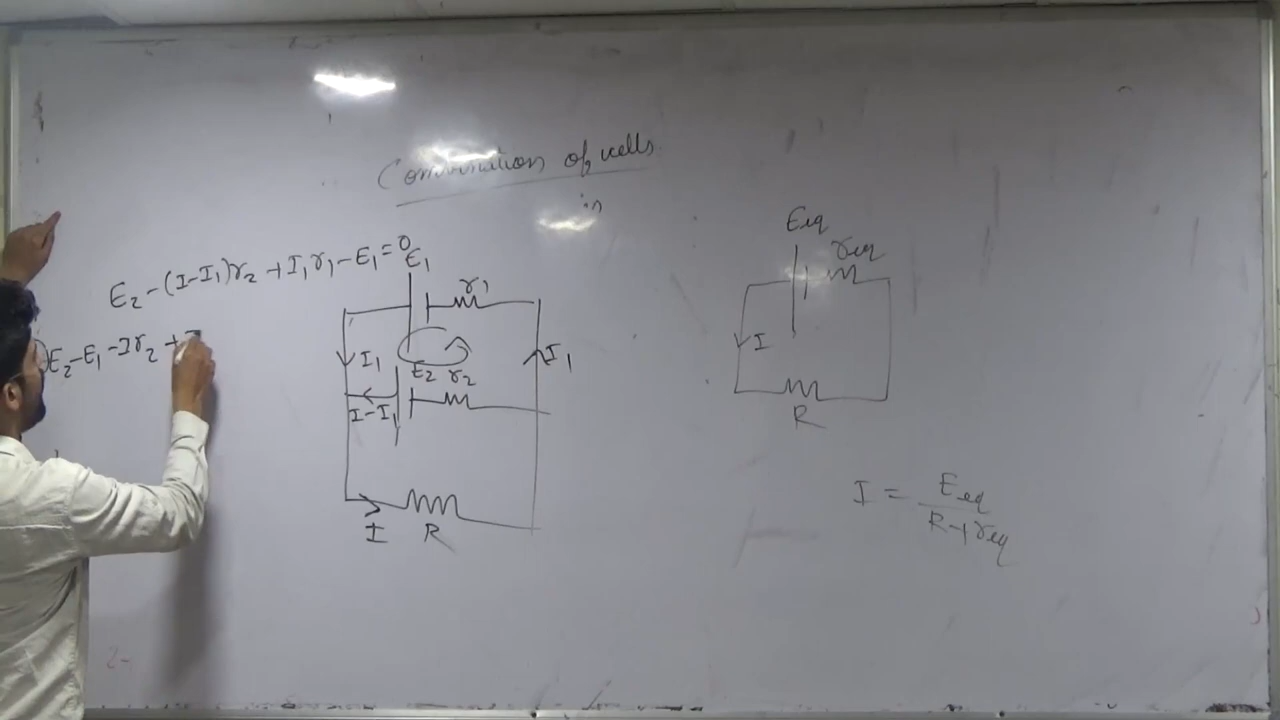 Combination of cells
in
E₂-(I-I₁)r₂+I₁r₁-E₁=0
E₂-E₁-Ir₂+I
E₁
r₁
I₁
I₁
E₂ r₂
I-I₁
I
R
Eeq
req
I
R
I = Eeq / R+req